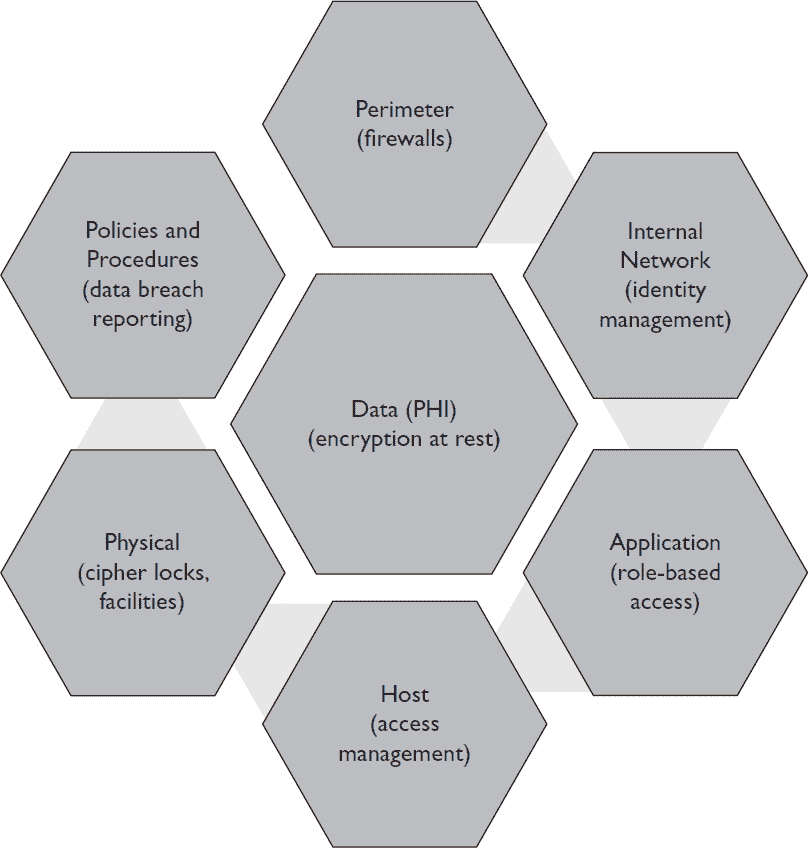 Perimeter
(firewalls)
Policies and
Procedures
(data breach
reporting)
Internal
Network
(identity
management)
Data (PHI)
(encryption at rest)
Physical
(cipher locks,
facilities)
Application
(role-based
access)
Host
(access
management)